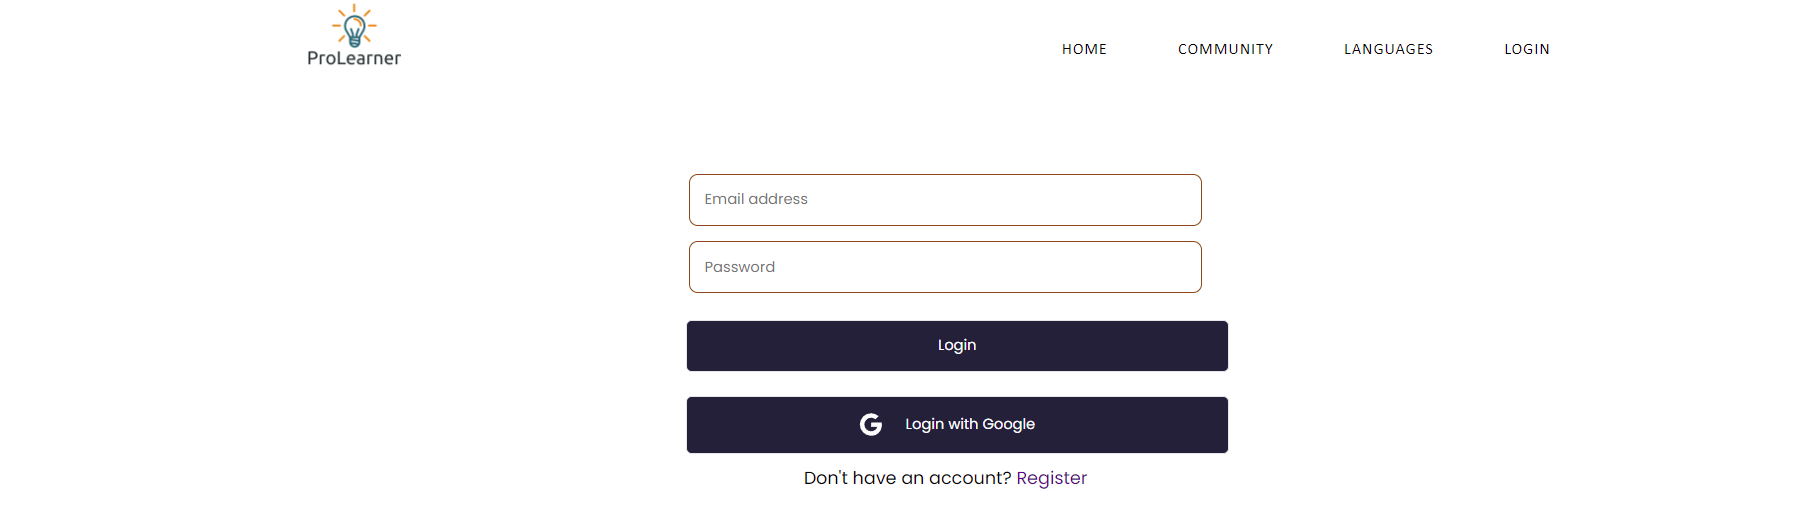 ProLearner
HOME COMMUNITY LANGUAGES LOGIN
Email address
Password
Login
G Login with Google
Don't have an account? Register